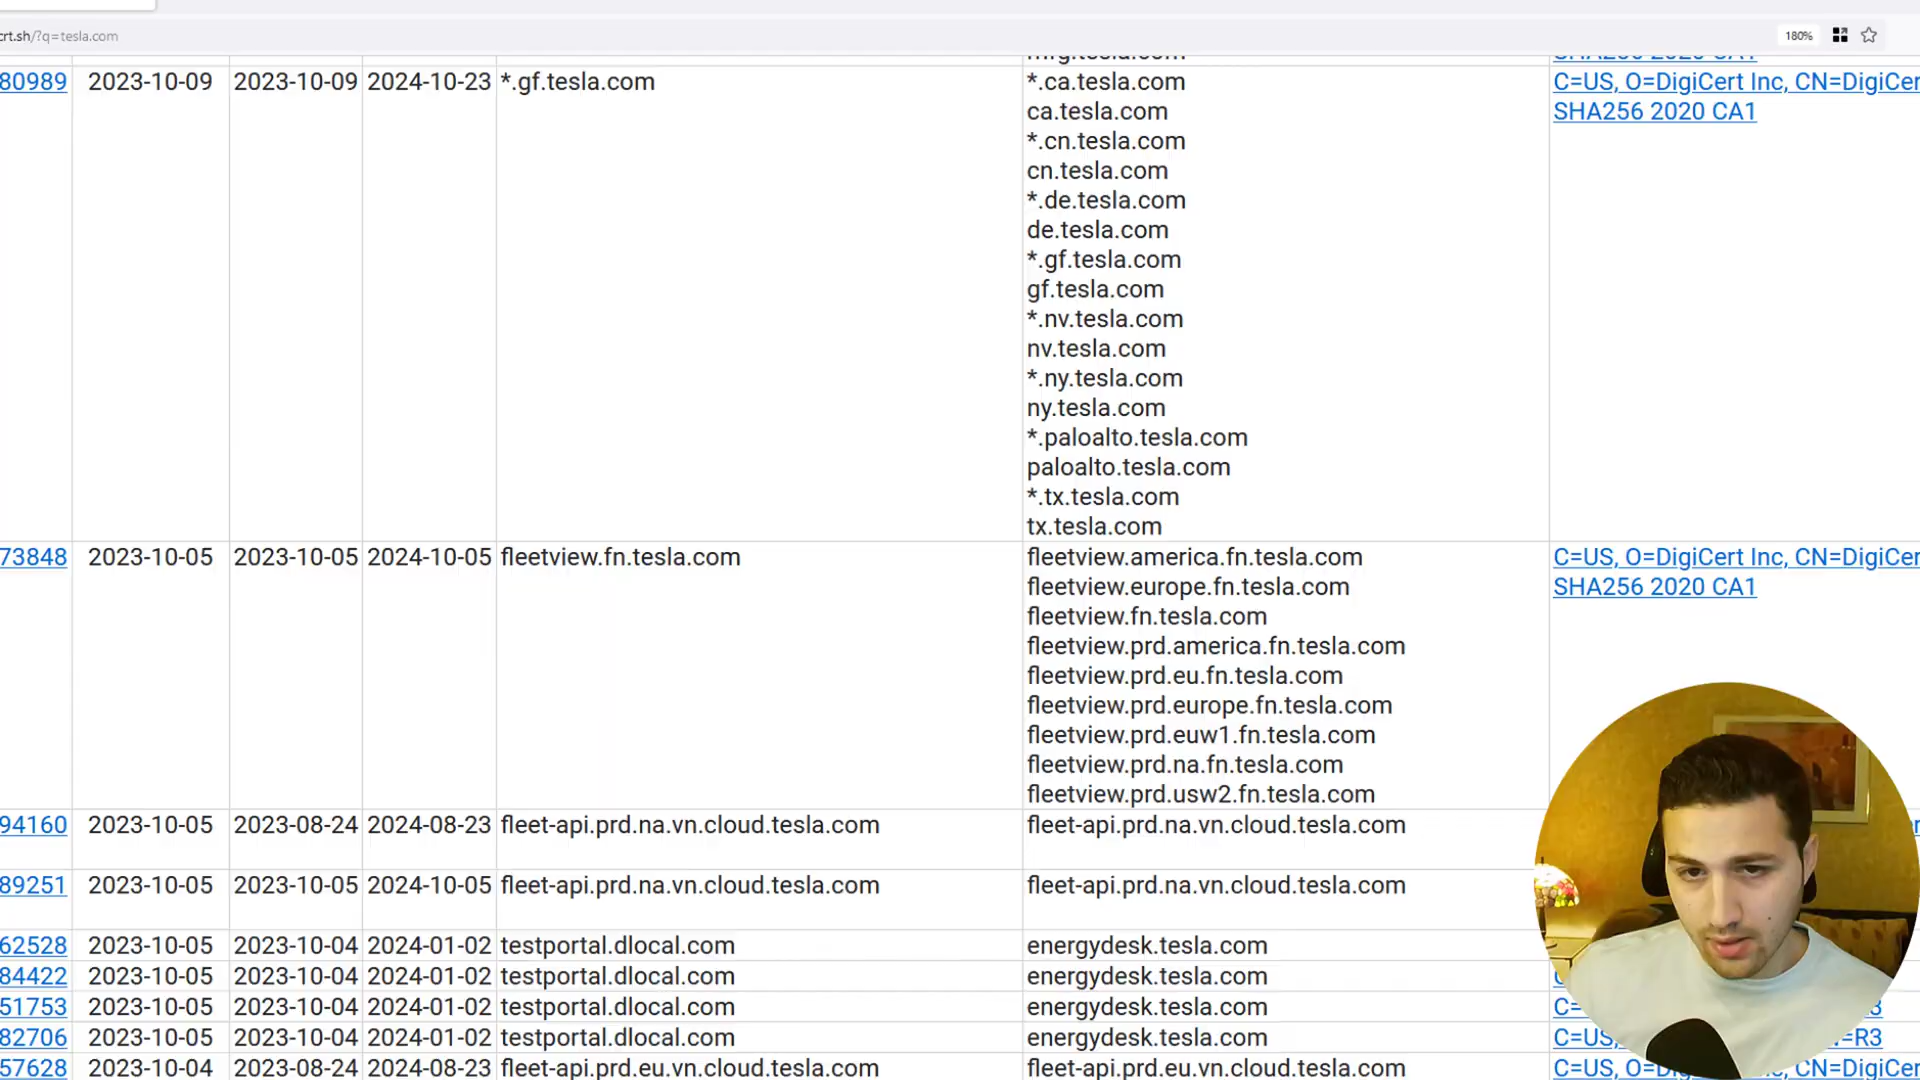 crt.sh/?q=tesla.com
180%
80989 2023-10-09 2023-10-09 2024-10-23 *.gf.tesla.com *.ca.tesla.com C=US, O=DigiCert Inc, CN=DigiCer
ca.tesla.com SHA256 2020 CA1
*.cn.tesla.com
cn.tesla.com
*.de.tesla.com
de.tesla.com
*.gf.tesla.com
gf.tesla.com
*.nv.tesla.com
nv.tesla.com
*.ny.tesla.com
ny.tesla.com
*.paloalto.tesla.com
paloalto.tesla.com
*.tx.tesla.com
tx.tesla.com
73848 2023-10-05 2023-10-05 2024-10-05 fleetview.fn.tesla.com fleetview.america.fn.tesla.com C=US, O=DigiCert Inc, CN=DigiCer
fleetview.europe.fn.tesla.com SHA256 2020 CA1
fleetview.fn.tesla.com
fleetview.prd.america.fn.tesla.com
fleetview.prd.eu.fn.tesla.com
fleetview.prd.europe.fn.tesla.com
fleetview.prd.euw1.fn.tesla.com
fleetview.prd.na.fn.tesla.com
fleetview.prd.usw2.fn.tesla.com
94160 2023-10-05 2023-08-24 2024-08-23 fleet-api.prd.na.vn.cloud.tesla.com fleet-api.prd.na.vn.cloud.tesla.com
89251 2023-10-05 2023-10-05 2024-10-05 fleet-api.prd.na.vn.cloud.tesla.com fleet-api.prd.na.vn.cloud.tesla.com
62528 2023-10-05 2023-10-04 2024-01-02 testportal.dlocal.com energydesk.tesla.com
84422 2023-10-05 2023-10-04 2024-01-02 testportal.dlocal.com energydesk.tesla.com
51753 2023-10-05 2023-10-04 2024-01-02 testportal.dlocal.com energydesk.tesla.com C=
82706 2023-10-05 2023-10-04 2024-01-02 testportal.dlocal.com energydesk.tesla.com C=US, =R3
57628 2023-10-04 2023-08-24 2024-08-23 fleet-api.prd.eu.vn.cloud.tesla.com fleet-api.prd.eu.vn.cloud.tesla.com C=US, O=DigiCert Inc, CN=DigiCer